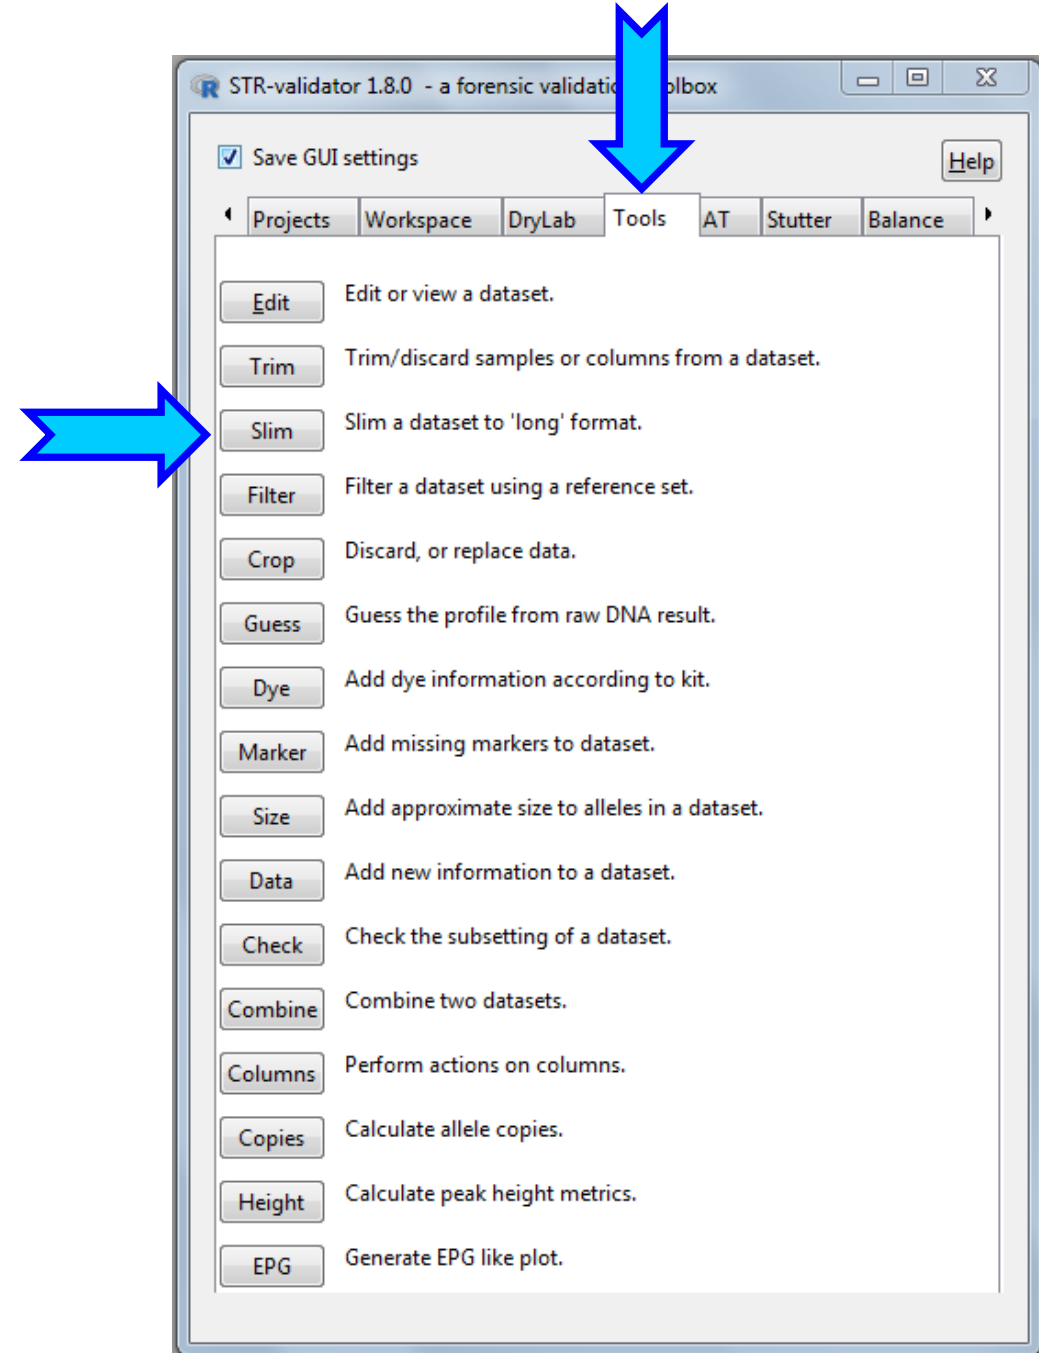 STR-validator 1.8.0 - a forensic validatio olbox
Save GUI settings
Help
Projects Workspace DryLab Tools AT Stutter Balance
Edit Edit or view a dataset.
Trim Trim/discard samples or columns from a dataset.
Slim Slim a dataset to 'long' format.
Filter Filter a dataset using a reference set.
Crop Discard, or replace data.
Guess Guess the profile from raw DNA result.
Dye Add dye information according to kit.
Marker Add missing markers to dataset.
Size Add approximate size to alleles in a dataset.
Data Add new information to a dataset.
Check Check the subsetting of a dataset.
Combine Combine two datasets.
Columns Perform actions on columns.
Copies Calculate allele copies.
Height Calculate peak height metrics.
EPG Generate EPG like plot.